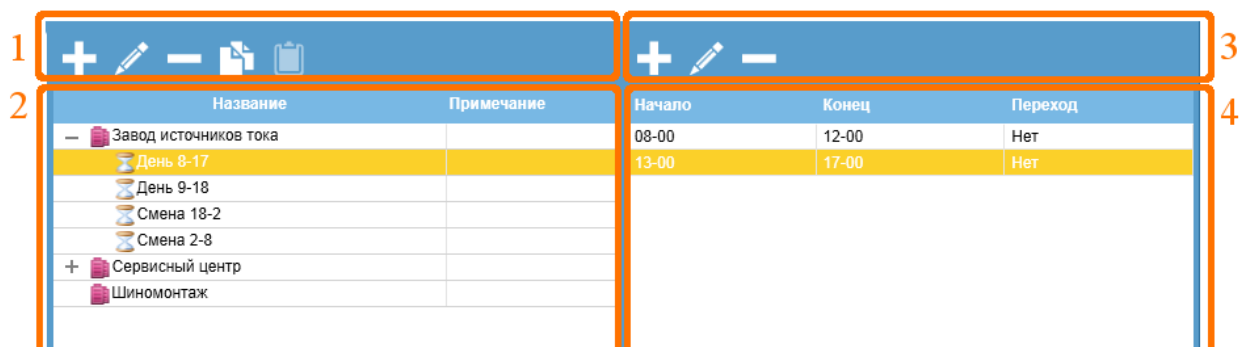 1
3
2
Название Примечание
Начало Конец Переход
4
Завод источников тока
08-00 12-00 Нет
День 8-17
13-00 17-00 Нет
День 9-18
Смена 18-2
Смена 2-8
Сервисный центр
Шиномонтаж